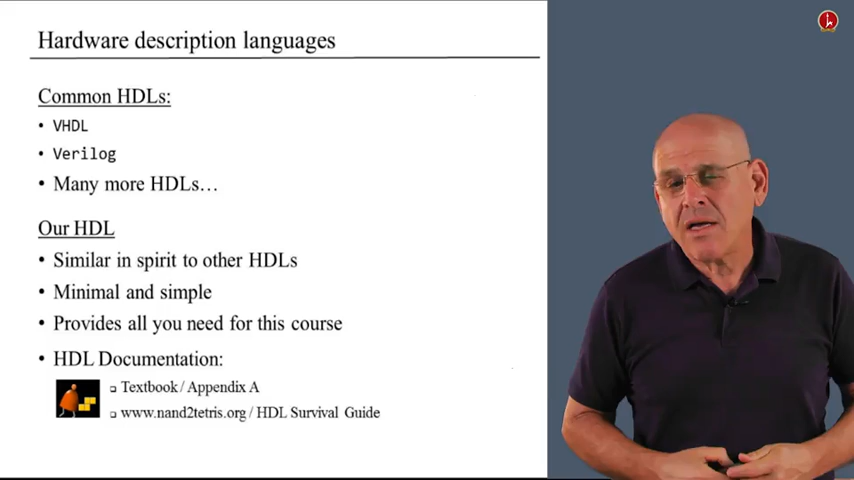 Hardware description languages
Common HDLs:
• VHDL
• Verilog
• Many more HDLs…
Our HDL
• Similar in spirit to other HDLs
• Minimal and simple
• Provides all you need for this course
• HDL Documentation:
❑ Textbook / Appendix A
❑ www.nand2tetris.org / HDL Survival Guide